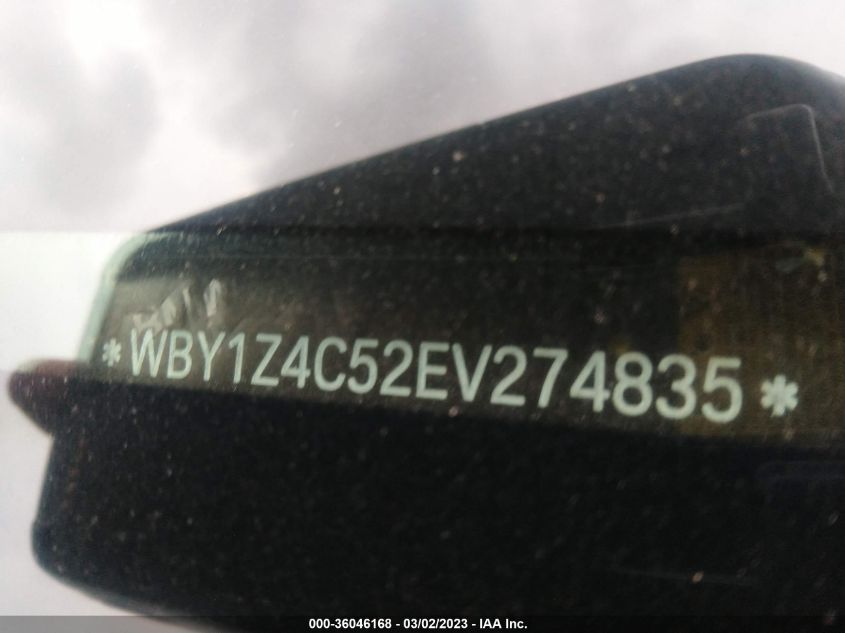 *WBY1Z4C52EV274835*
000-36046168 - 03/02/2023 - IAA Inc.